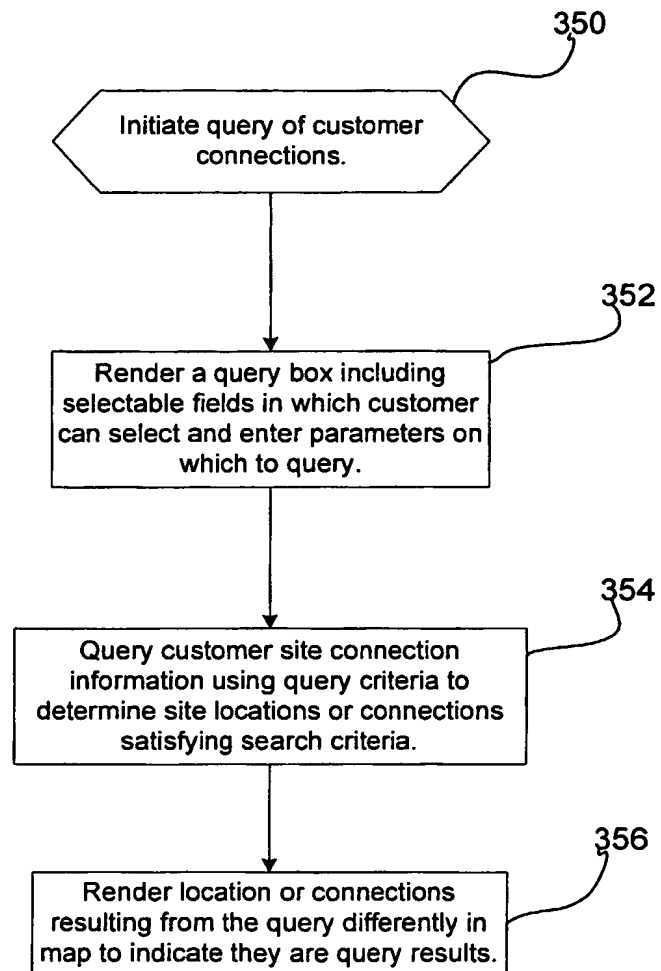 350
Initiate query of customer
connections.
352
Render a query box including
selectable fields in which customer
can select and enter parameters on
which to query.
354
Query customer site connection
information using query criteria to
determine site locations or connections
satisfying search criteria.
356
Render location or connections
resulting from the query differently in
map to indicate they are query results.